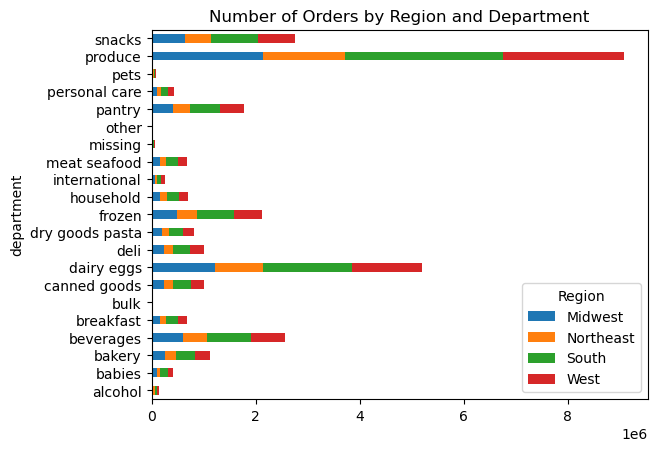 Number of Orders by Region and Department
department
snacks
produce
pets
personal care
pantry
other
missing
meat seafood
international
household
frozen
dry goods pasta
deli
dairy eggs
canned goods
bulk
breakfast
beverages
bakery
babies
alcohol
Region
Midwest
Northeast
South
West
0 2 4 6 8
1e6